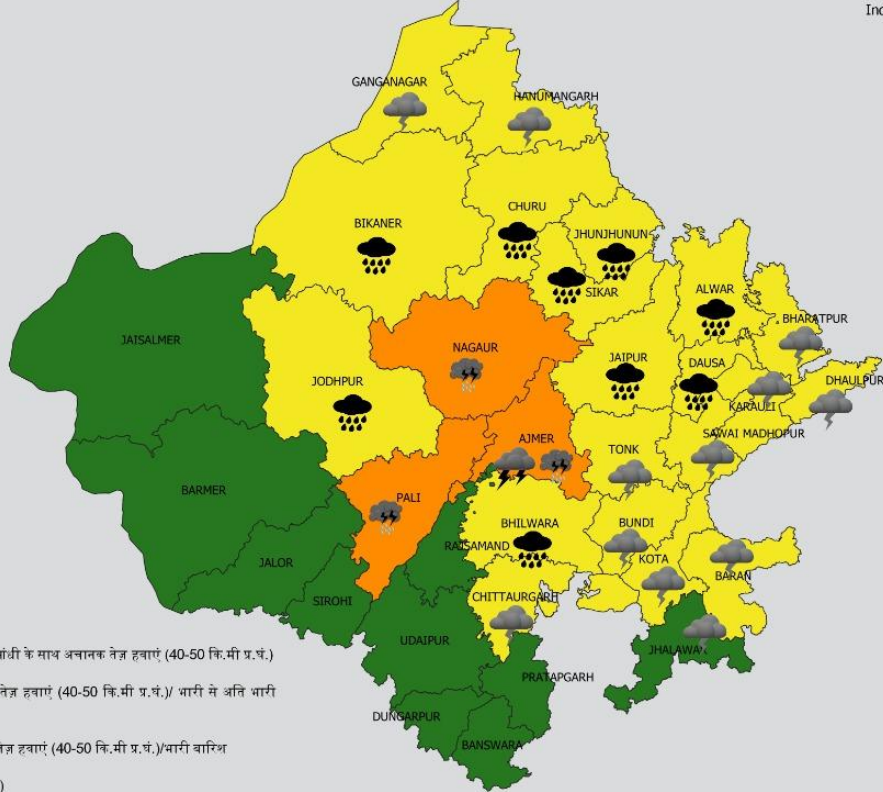 Ind
GANGANAGAR
HANUMANGARH
CHURU
BIKANER
JHUNJHUNUN
SIKAR
ALWAR
BHARATPUR
JAISALMER
NAGAUR
JAIPUR
DAUSA
JODHPUR
DHAULPUR
KARAULI
SAWAI MADHOPUR
AJMER
TONK
BARMER
PALI
BHILWARA
BUNDI
RAJSAMAND
KOTA
JALOR
BARAN
SIROHI
CHITTAURGARH
UDAIPUR
JHALAWAR
ांधी के साथ अचानक तेज़ हवाएं (40-50 कि.मी प्र.घं.)
PRATAPGARH
तेज़ हवाएं (40-50 कि.मी प्र.घं.)/ भारी से अति भारी
DUNGARPUR
BANSWARA
तेज़ हवाएं (40-50 कि.मी प्र.घं.)/भारी बारिश
)